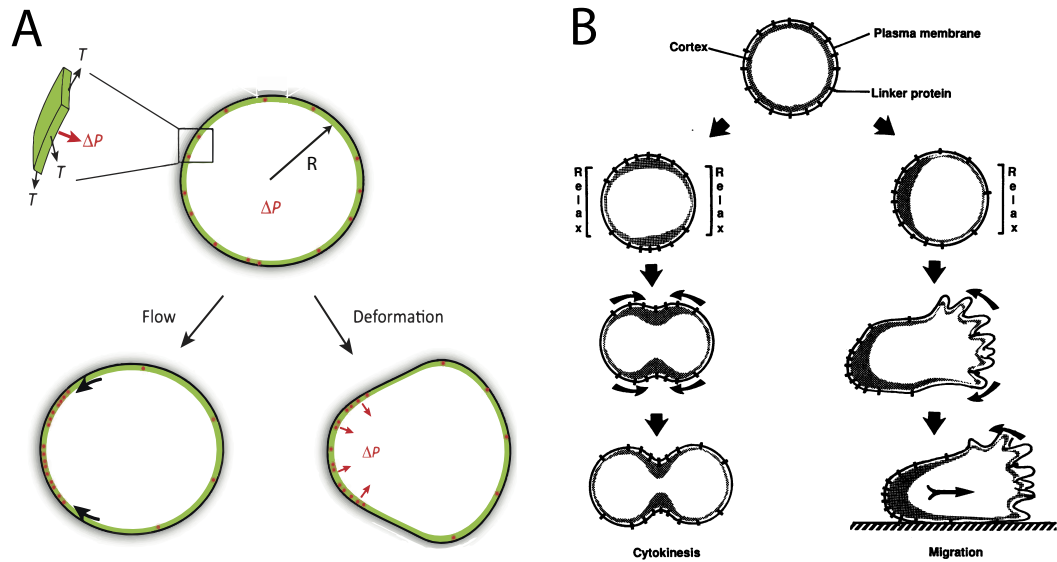 A
T
ΔP
T
T
R
ΔP
Flow
Deformation
ΔP
B
Cortex
Plasma membrane
Linker protein
Relax
Relax
Relax
Cytokinesis
Migration